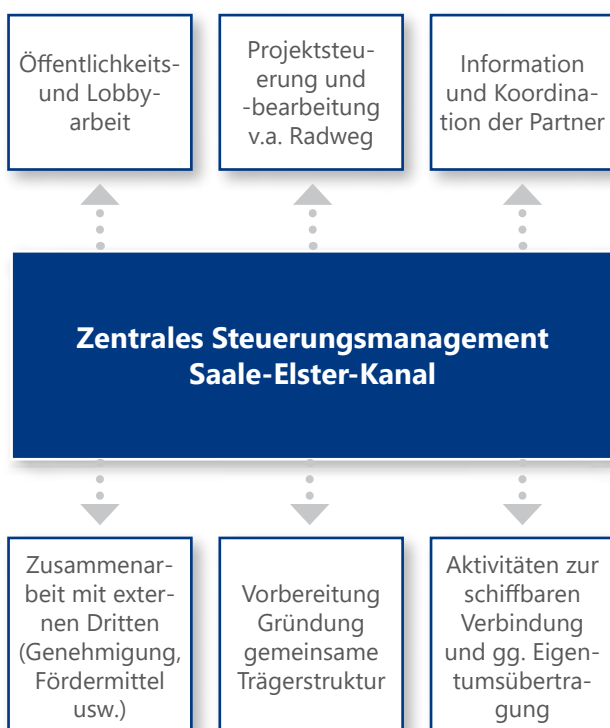 Öffentlichkeits-
und Lobby-
arbeit
Projektsteu-
erung und
-bearbeitung
v.a. Radweg
Information
und Koordina-
tion der Partner
Zentrales Steuerungsmanagement
Saale-Elster-Kanal
Zusammenar-
beit mit exter-
nen Dritten
(Genehmigung,
Fördermittel
usw.)
Vorbereitung
Gründung
gemeinsame
Trägerstruktur
Aktivitäten zur
schiffbaren
Verbindung
und gg. Eigen-
tumsübertra-
gung